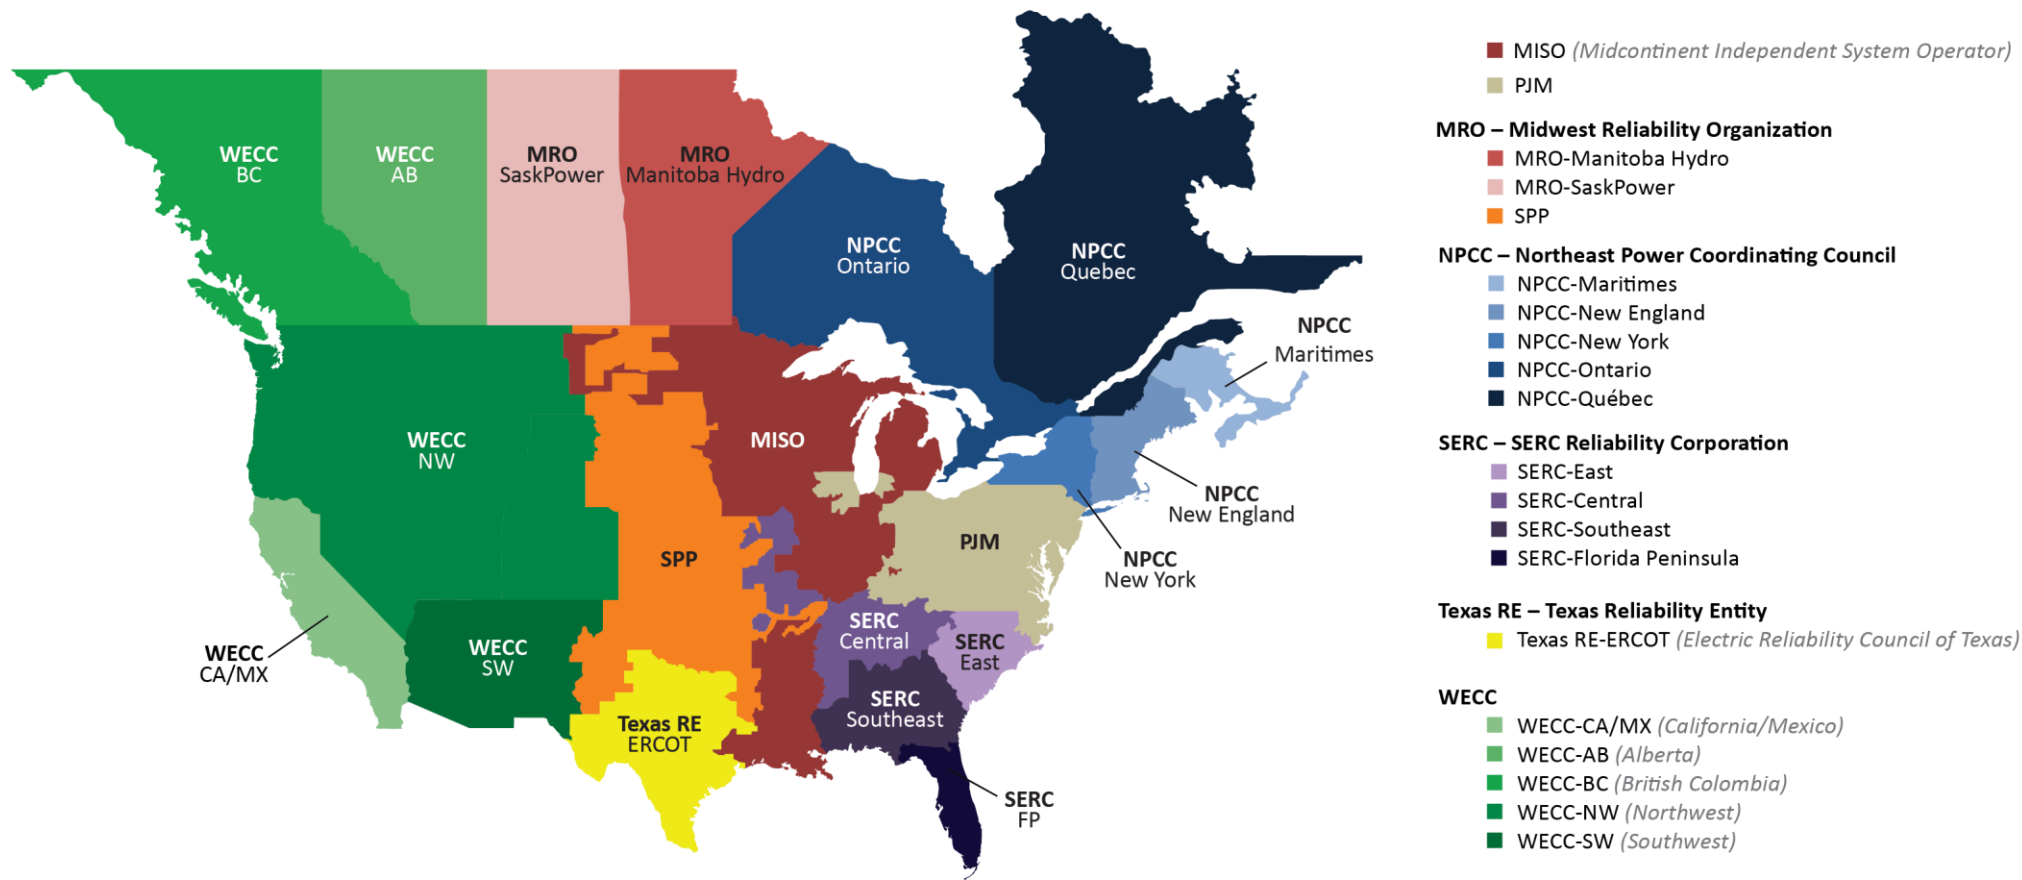 WECC
BC
WECC
AB
MRO
SaskPower
MRO
Manitoba Hydro
NPCC
Ontario
NPCC
Quebec
NPCC
Maritimes
WECC
NW
MISO
NPCC
New England
SPP
PJM
NPCC
New York
WECC
CA/MX
WECC
SW
SERC
Central
SERC
East
SERC
Southeast
Texas RE
ERCOT
SERC
FP
MISO (Midcontinent Independent System Operator)
PJM
MRO – Midwest Reliability Organization
MRO-Manitoba Hydro
MRO-SaskPower
SPP
NPCC – Northeast Power Coordinating Council
NPCC-Maritimes
NPCC-New England
NPCC-New York
NPCC-Ontario
NPCC-Québec
SERC – SERC Reliability Corporation
SERC-East
SERC-Central
SERC-Southeast
SERC-Florida Peninsula
Texas RE – Texas Reliability Entity
Texas RE-ERCOT (Electric Reliability Council of Texas)
WECC
WECC-CA/MX (California/Mexico)
WECC-AB (Alberta)
WECC-BC (British Colombia)
WECC-NW (Northwest)
WECC-SW (Southwest)